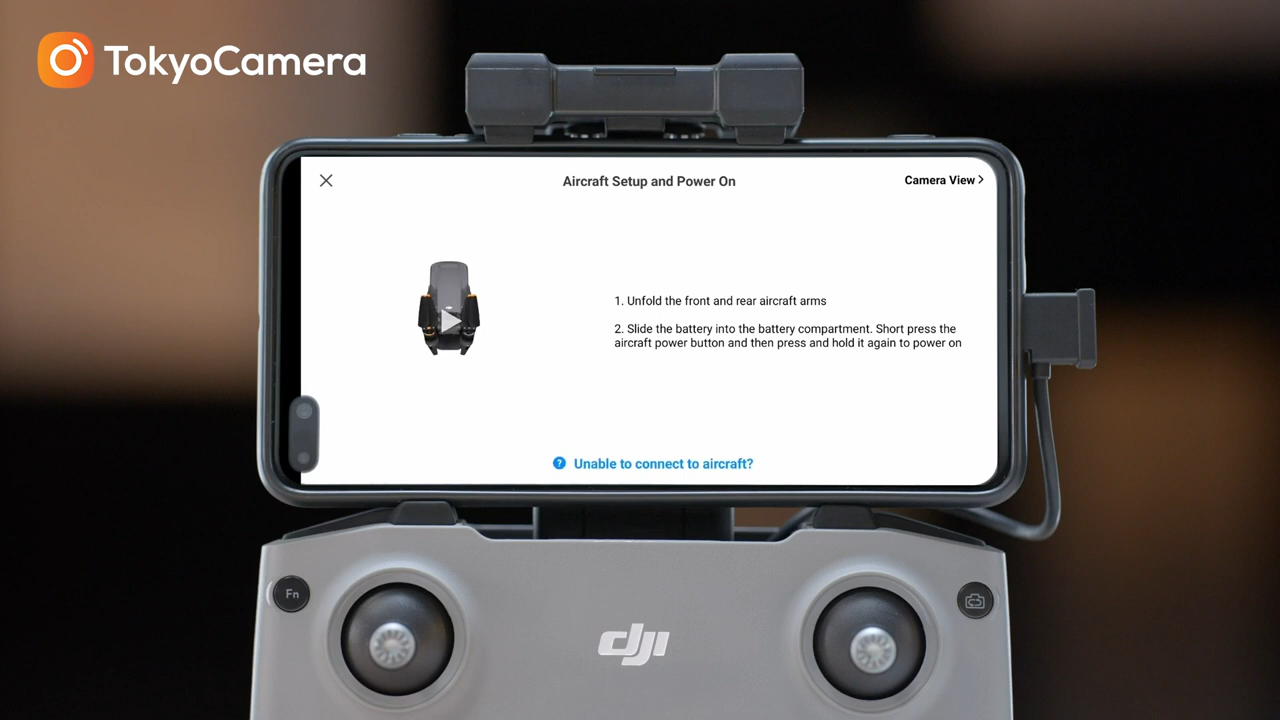 TokyoCamera
Aircraft Setup and Power On
Camera View
1. Unfold the front and rear aircraft arms
2. Slide the battery into the battery compartment. Short press the
aircraft power button and then press and hold it again to power on
? Unable to connect to aircraft?
Fn
dji